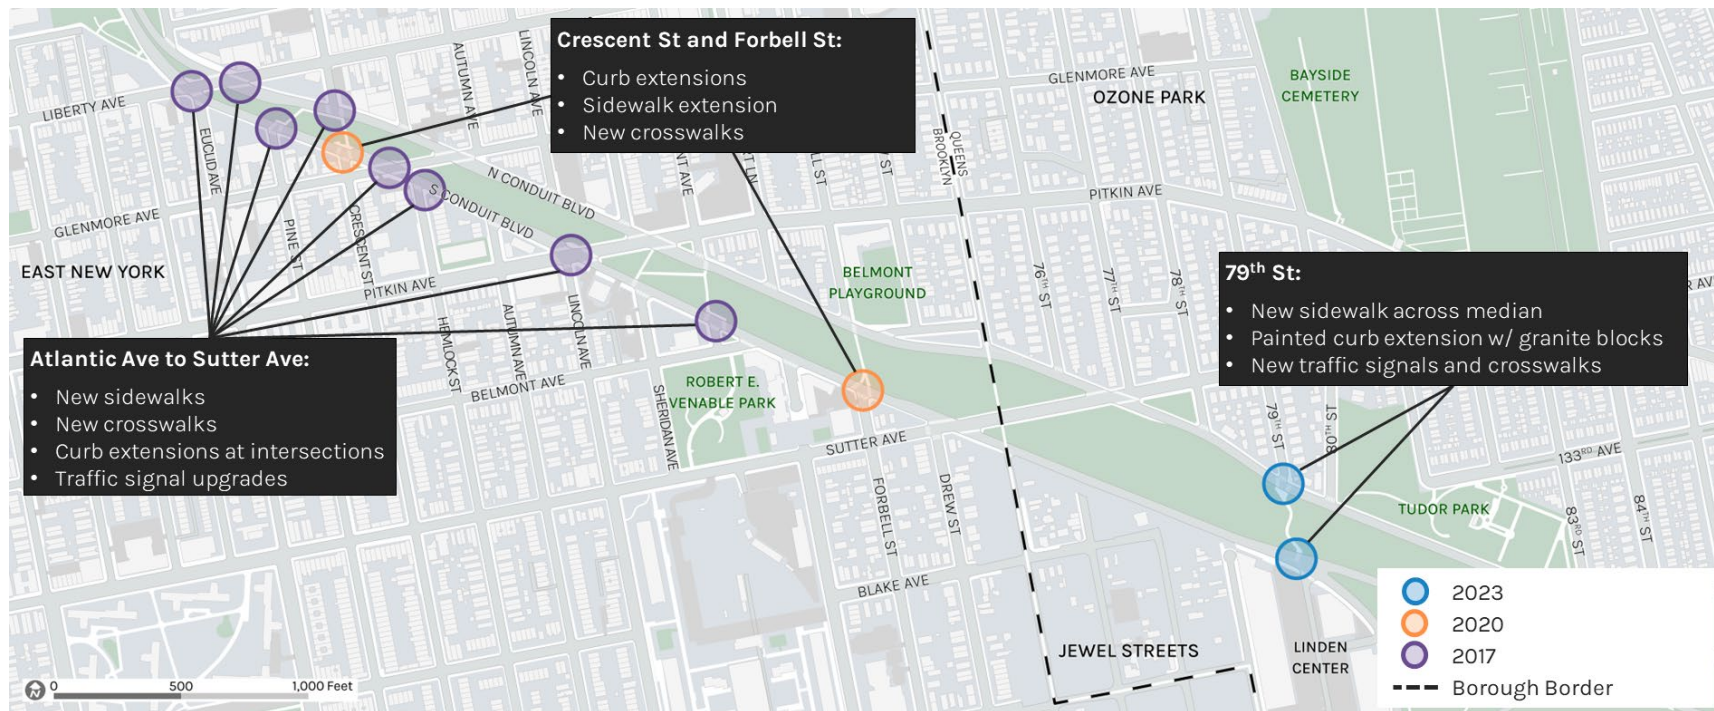 Crescent St and Forbell St:
• Curb extensions
• Sidewalk extension
• New crosswalks
Atlantic Ave to Sutter Ave:
• New sidewalks
• New crosswalks
• Curb extensions at intersections
• Traffic signal upgrades
79th St:
• New sidewalk across median
• Painted curb extension w/ granite blocks
• New traffic signals and crosswalks
LIBERTY AVE
EUCLID AVE
GLENMORE AVE
EAST NEW YORK
PINE ST
CRESCENT ST
PITKIN AVE
AUTUMN AVE
LINCOLN AVE
N CONDUIT BLVD
S CONDUIT BLVD
HEMLOCK ST
AUTUMN AVE
LINCOLN AVE
BELMONT AVE
SHERIDAN AVE
ROBERT E.
VENABLE PARK
BELMONT
PLAYGROUND
SUTTER AVE
FORBELL ST
DREW ST
BLAKE AVE
QUEENS
BROOKLYN
GLENMORE AVE
OZONE PARK
BAYSIDE
CEMETERY
PITKIN AVE
76TH ST
77TH ST
78TH ST
79TH ST
80TH ST
133RD AVE
TUDOR PARK
83RD ST
84TH ST
JEWEL STREETS
LINDEN
CENTER
2023
2020
2017
Borough Border
0 500 1,000 Feet